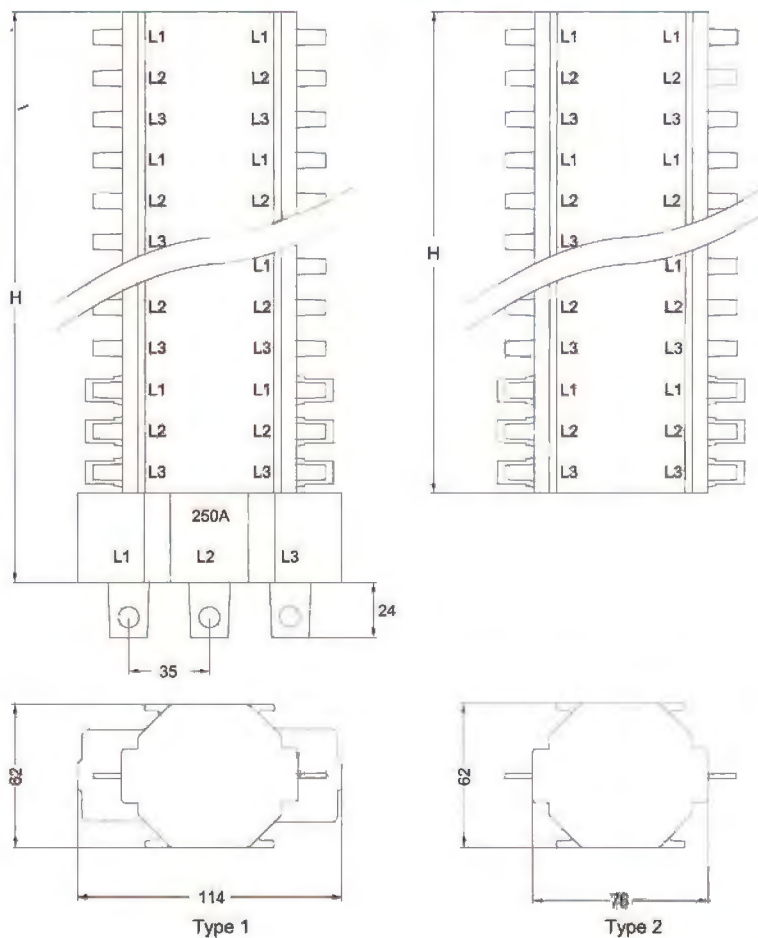 L1 L1 L1 L1
L2 L2 L2 L2
L3 L3 L3 L3
L1 L1 L1 L1
L2 L2 L2 L2
L3 L3
H L1 H L1
L2 L2 L2 L2
L3 L3 L3 L3
L1 L1 L1 L1
L2 L2 L2 L2
L3 L3 L3 L3
250A
L1 L2 L3
24
35
62 62
114
Type 1 Type 2